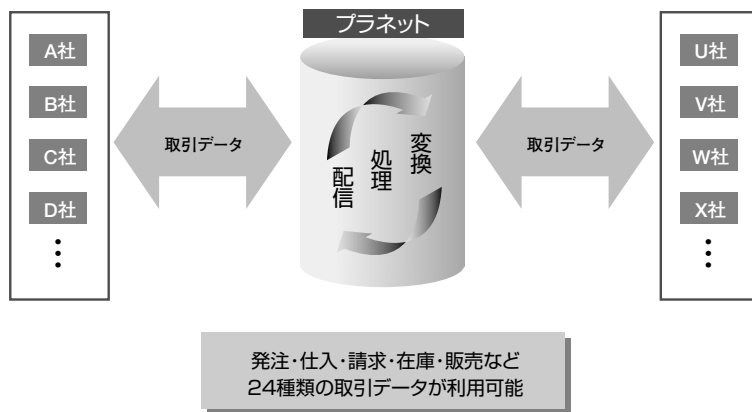 プラネット
A社
B社
C社
D社
⋮
取引データ
変換
処理
配信
取引データ
U社
V社
W社
X社
⋮
発注・仕入・請求・在庫・販売など
24種類の取引データが利用可能